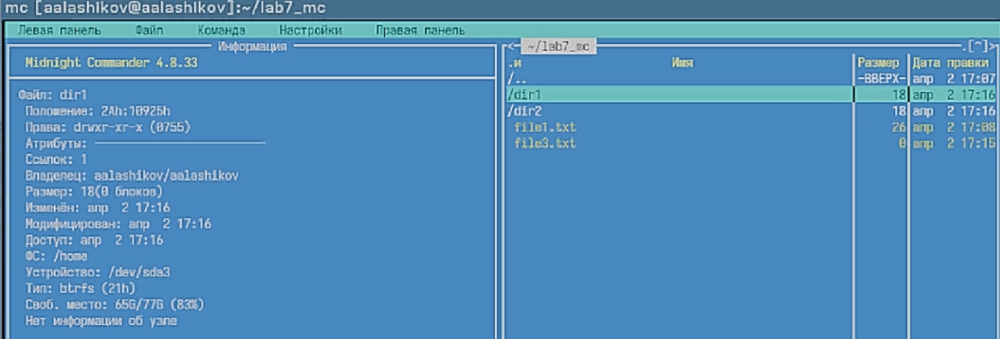 mc [aalashikov@aalashikov]:~/lab7_mc
Левая панель Файл Команда Настройки Правая панель
Информация
Midnight Commander 4.8.33
Файл: dir1
Положение: 2Ah:10925h
Права: drwxr-xr-x (0755)
Атрибуты:
Ссылок: 1
Владелец: aalashikov/aalashikov
Размер: 18(0 блоков)
Изменён: апр 2 17:16
Модифицирован: апр 2 17:16
Доступ: апр 2 17:16
ФС: /home
Устройство: /dev/sda3
Тип: btrfs (21h)
Своб. место: 65G/77G (83%)
Нет информации об узле
<- ~/lab7_mc .[^]>
.и Имя Размер Дата правки
/.. -ВВЕРХ- апр 2 17:07
/dir1 18 апр 2 17:16
/dir2 18 апр 2 17:16
file1.txt 26 апр 2 17:08
file3.txt 0 апр 2 17:15